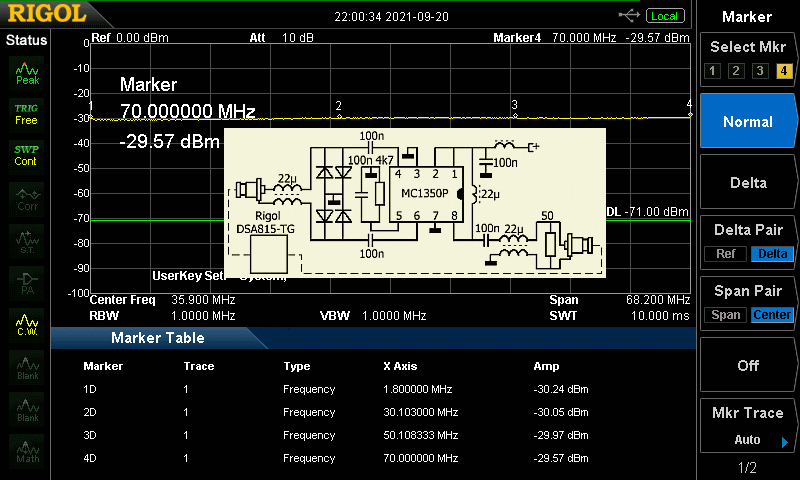 RIGOL
22:00:34 2021-09-20
Local
Status
Ref 0.00 dBm
Att 10 dB
Marker4 70.000 MHz -29.57 dBm
Peak
TRIG
Free
SWP
Cont
Corr
S.T.
PA
C.W.
Blank
Blank
Math
0
-10
-20
-30
-40
-50
-60
-70
-80
-90
-100
Marker
70.000000 MHz
-29.57 dBm
1
2
3
4
100n
100n 4k7
22µ
4 3 2 1
MC1350P
5 6 7 8
100n
22µ
Rigol
DSA815-TG
100n 22µ
50
100n
DL -71.00 dBm
Center Freq 35.900 MHz
Span 68.200 MHz
RBW 1.0000 MHz
VBW 1.0000 MHz
SWT 10.000 ms
Marker Table
Marker Trace Type X Axis Amp
1D 1 Frequency 1.800000 MHz -30.24 dBm
2D 1 Frequency 30.103000 MHz -30.05 dBm
3D 1 Frequency 50.108333 MHz -29.97 dBm
4D 1 Frequency 70.000000 MHz -29.57 dBm
Marker
Select Mkr
1 2 3 4
Normal
Delta
Delta Pair
Ref Delta
Span Pair
Span Center
Off
Mkr Trace
Auto
1/2